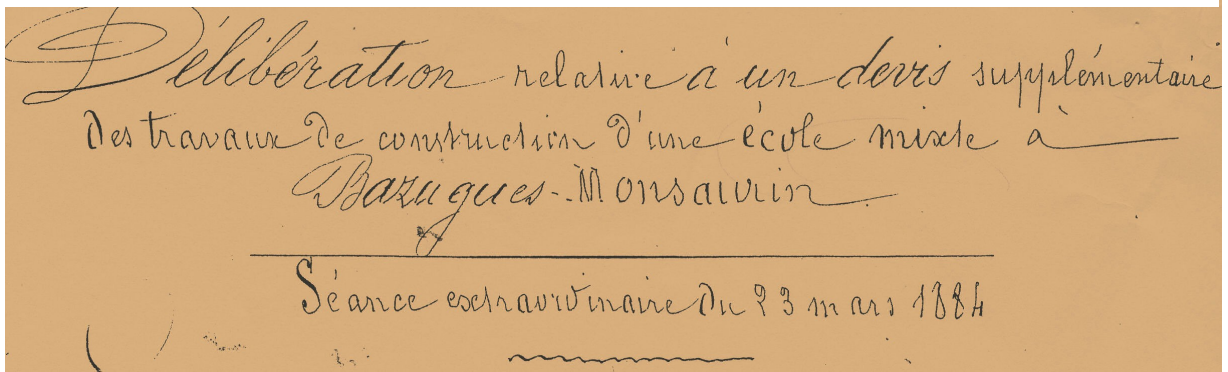 Délibération relative à un devis supplémentaire
des travaux de construction d'une école mixte à
Bazugues-Monsaurin
Séance extraordinaire du 23 mars 1884